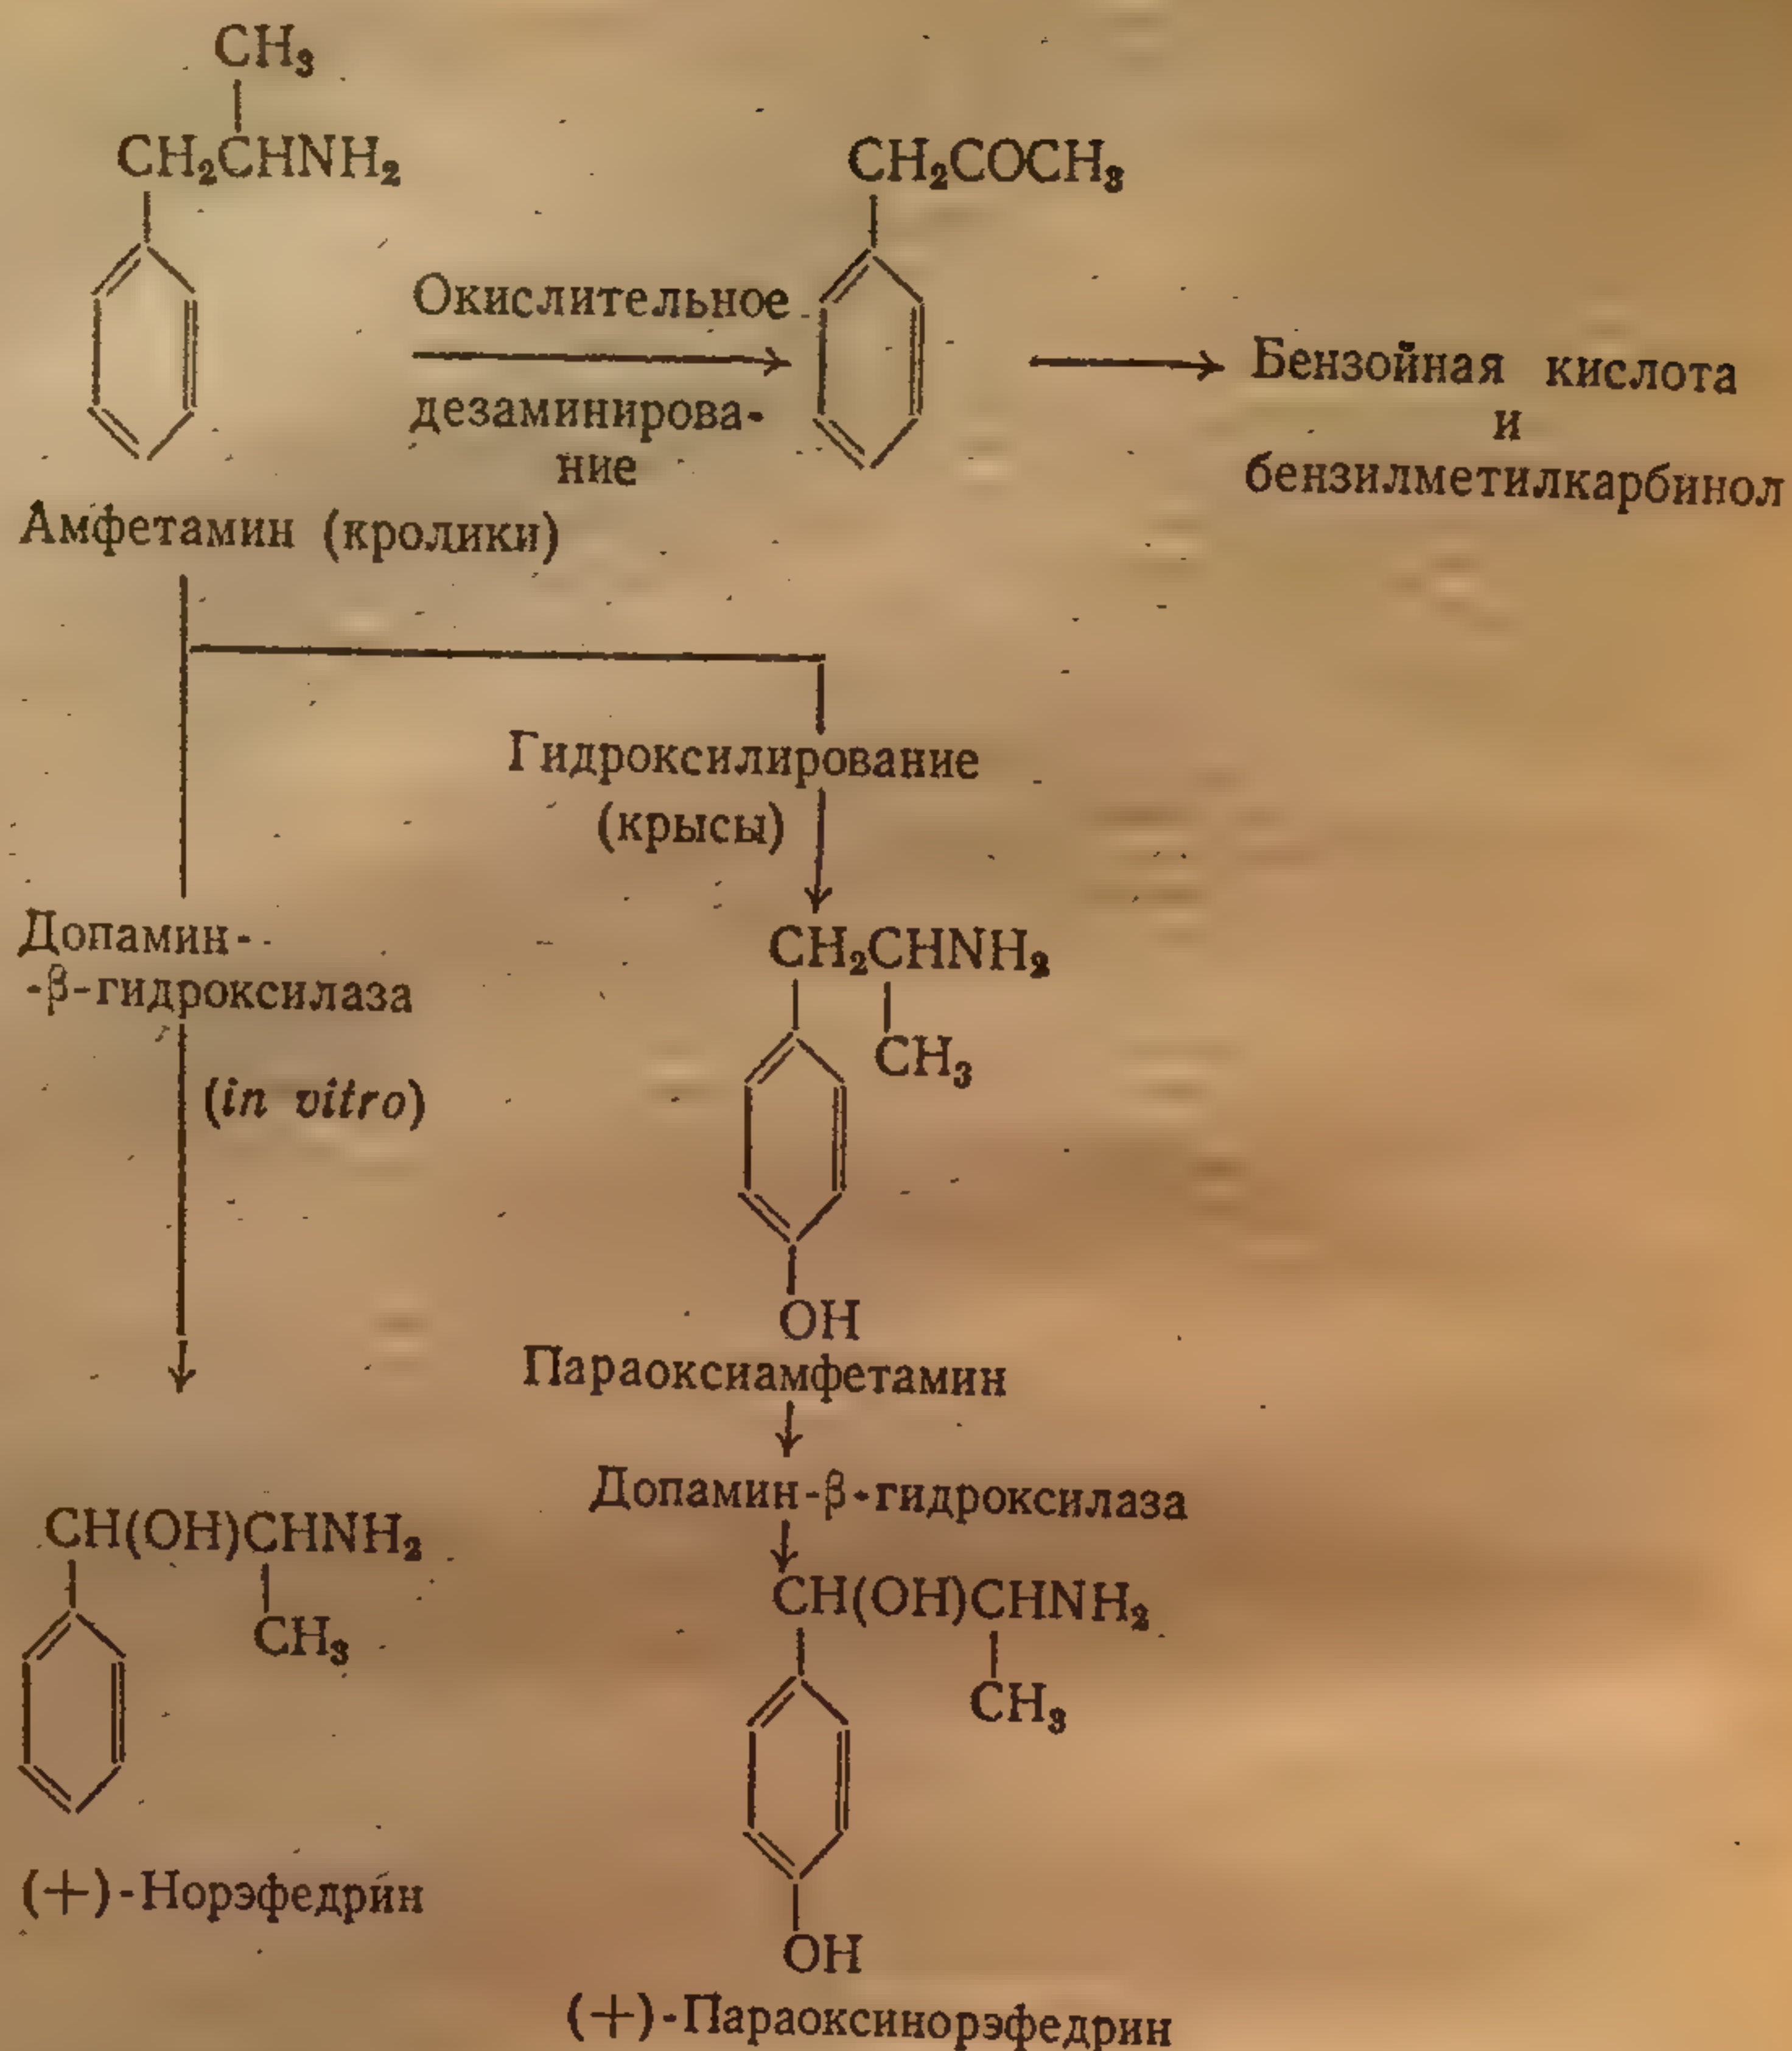 CH₃
CH₂CHNH₂
CH₂COCH₃
Окислительное
дезаминирова-
ние
Бензойная кислота
и
бензилметилкарбинол
Амфетамин (кролики)
Гидроксилирование
(крысы)
Допамин-
-β-гидроксилаза
(in vitro)
CH₂CHNH₂
CH₃
OH
Параоксиамфетамин
Допамин-β-гидроксилаза
CH(OH)CHNH₂
CH₃
(+)-Норэфедрин
CH(OH)CHNH₂
CH₃
OH
(+)-Параоксинорэфедрин